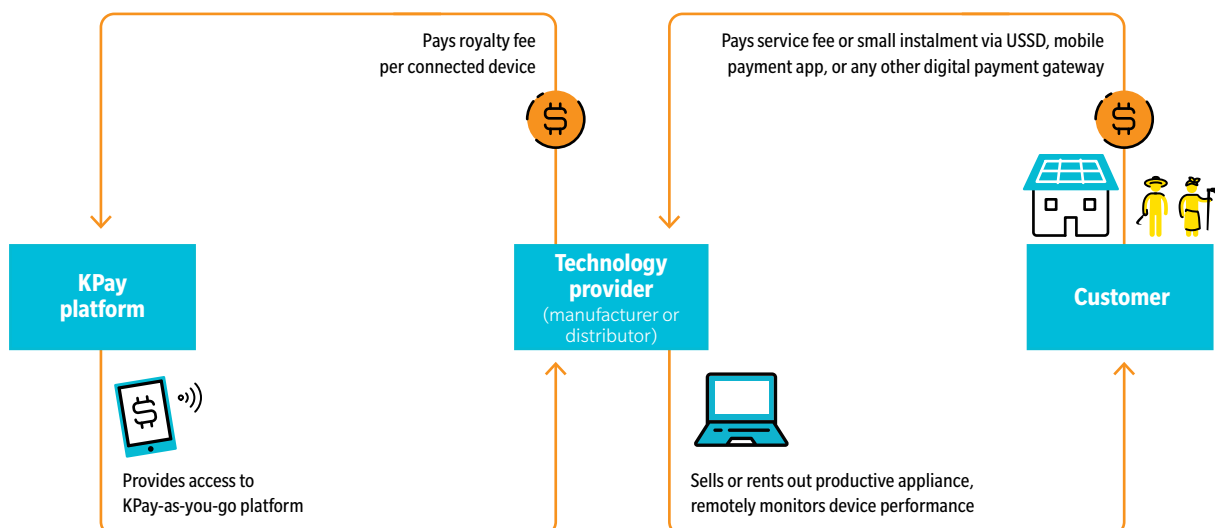 Pays royalty fee
per connected device
Pays service fee or small instalment via USSD, mobile
payment app, or any other digital payment gateway
KPay
platform
Technology
provider
(manufacturer or
distributor)
Customer
Provides access to
KPay-as-you-go platform
Sells or rents out productive appliance,
remotely monitors device performance